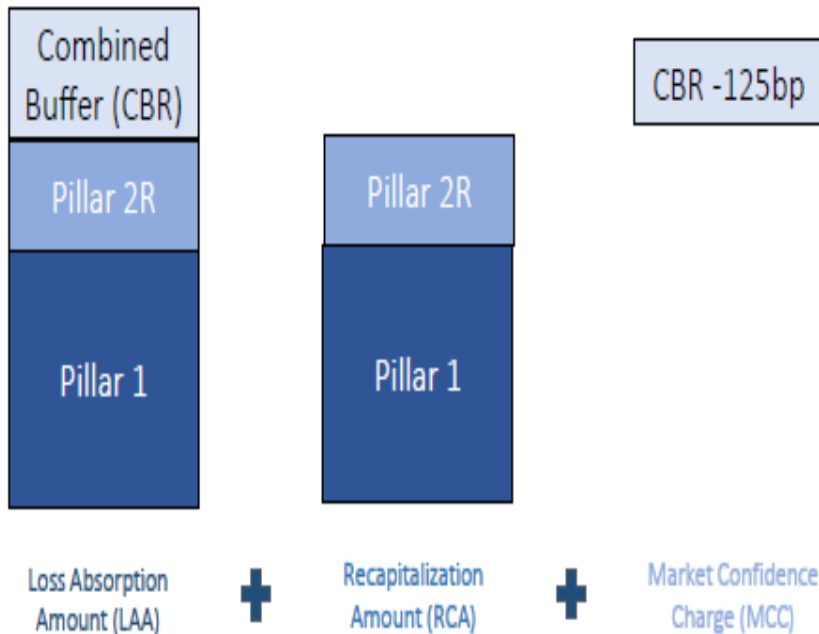 Combined
Buffer (CBR)
CBR -125bp
Pillar 2R
Pillar 2R
Pillar 1
Pillar 1
Loss Absorption
Amount (LAA)
Recapitalization
Amount (RCA)
Market Confidence
Charge (MCC)